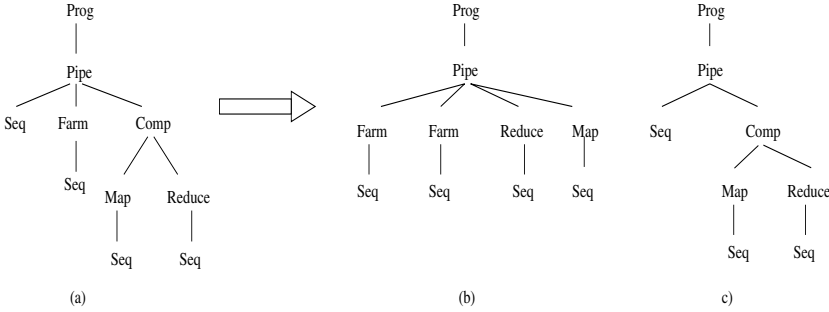 Prog Prog Prog
Pipe Pipe Pipe
Seq Farm Comp Farm Farm Reduce Map Seq Comp
Seq Map Reduce Seq Seq Seq Seq Map Reduce
Seq Seq Seq Seq
(a) (b) c)